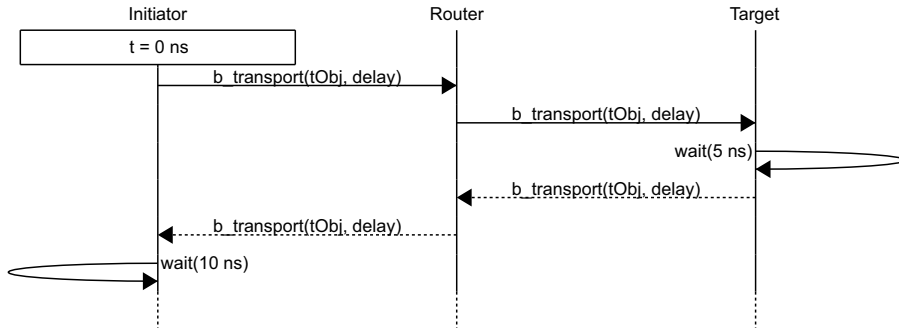 Initiator
Router
Target
t = 0 ns
b_transport(tObj, delay)
b_transport(tObj, delay)
wait(5 ns)
b_transport(tObj, delay)
b_transport(tObj, delay)
wait(10 ns)